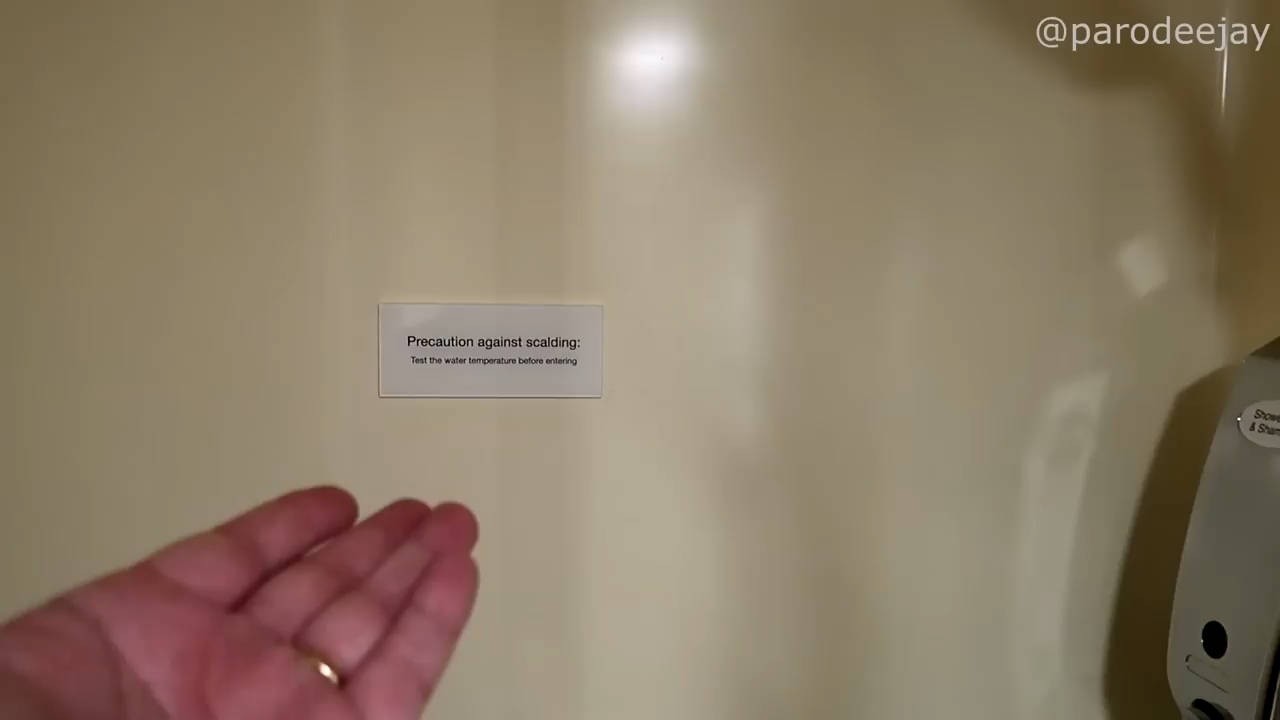 @parodeejay
Precaution against scalding:
Test the water temperature before entering
&